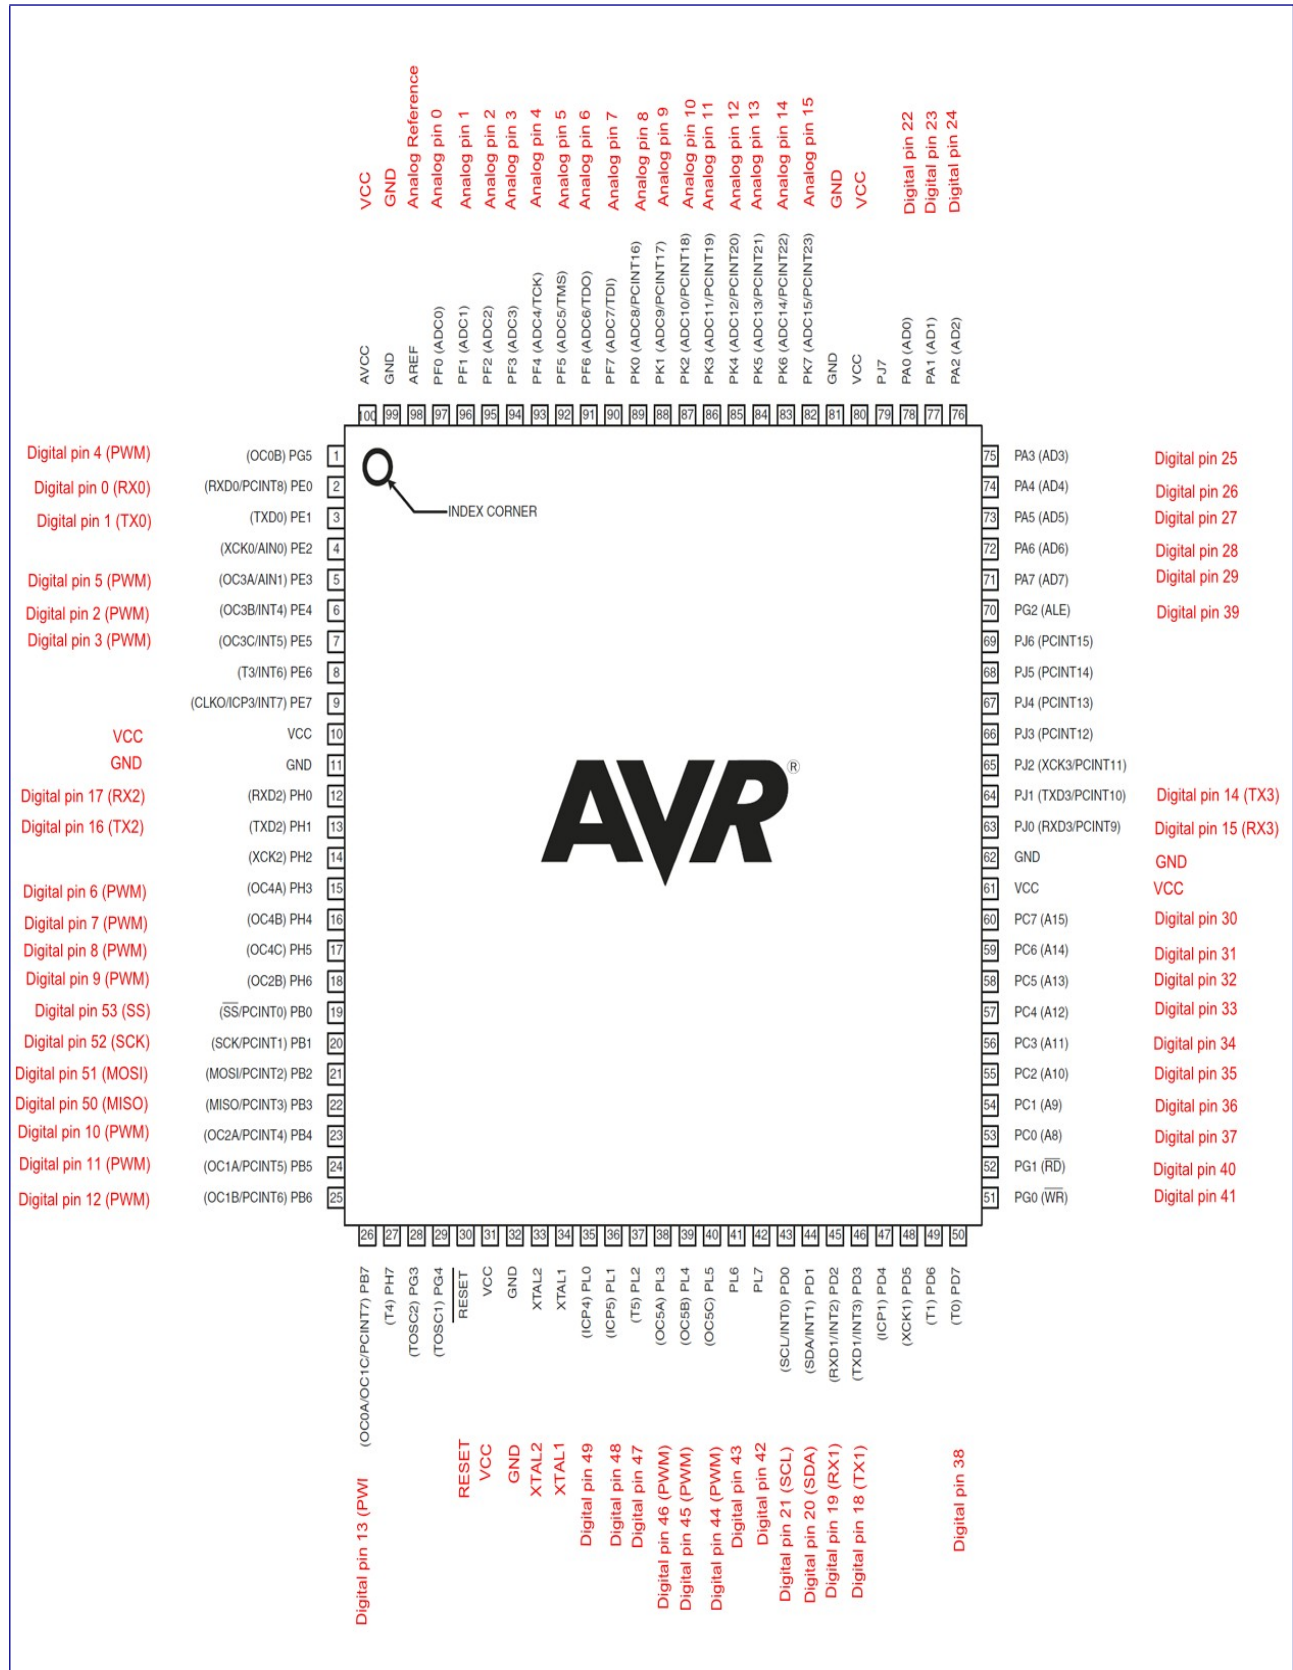 VCC
GND
Analog Reference
Analog pin 0
Analog pin 1
Analog pin 2
Analog pin 3
Analog pin 4
Analog pin 5
Analog pin 6
Analog pin 7
Analog pin 8
Analog pin 9
Analog pin 10
Analog pin 11
Analog pin 12
Analog pin 13
Analog pin 14
Analog pin 15
GND
VCC
Digital pin 22
Digital pin 23
Digital pin 24
AVCC
GND
AREF
PF0 (ADC0)
PF1 (ADC1)
PF2 (ADC2)
PF3 (ADC3)
PF4 (ADC4/TCK)
PF5 (ADC5/TMS)
PF6 (ADC6/TDO)
PF7 (ADC7/TDI)
PK0 (ADC8/PCINT16)
PK1 (ADC9/PCINT17)
PK2 (ADC10/PCINT18)
PK3 (ADC11/PCINT19)
PK4 (ADC12/PCINT20)
PK5 (ADC13/PCINT21)
PK6 (ADC14/PCINT22)
PK7 (ADC15/PCINT23)
GND
VCC
PJ7
PA0 (AD0)
PA1 (AD1)
PA2 (AD2)
100 99 98 97 96 95 94 93 92 91 90 89 88 87 86 85 84 83 82 81 80 79 78 77 76
Digital pin 4 (PWM) (OC0B) PG5 1
Digital pin 0 (RX0) (RXD0/PCINT8) PE0 2
Digital pin 1 (TX0) (TXD0) PE1 3
(XCK0/AIN0) PE2 4
Digital pin 5 (PWM) (OC3A/AIN1) PE3 5
Digital pin 2 (PWM) (OC3B/INT4) PE4 6
Digital pin 3 (PWM) (OC3C/INT5) PE5 7
(T3/INT6) PE6 8
(CLKO/ICP3/INT7) PE7 9
VCC VCC 10
GND GND 11
Digital pin 17 (RX2) (RXD2) PH0 12
Digital pin 16 (TX2) (TXD2) PH1 13
(XCK2) PH2 14
Digital pin 6 (PWM) (OC4A) PH3 15
Digital pin 7 (PWM) (OC4B) PH4 16
Digital pin 8 (PWM) (OC4C) PH5 17
Digital pin 9 (PWM) (OC2B) PH6 18
Digital pin 53 (SS) (SS/PCINT0) PB0 19
Digital pin 52 (SCK) (SCK/PCINT1) PB1 20
Digital pin 51 (MOSI) (MOSI/PCINT2) PB2 21
Digital pin 50 (MISO) (MISO/PCINT3) PB3 22
Digital pin 10 (PWM) (OC2A/PCINT4) PB4 23
Digital pin 11 (PWM) (OC1A/PCINT5) PB5 24
Digital pin 12 (PWM) (OC1B/PCINT6) PB6 25
INDEX CORNER
AVR®
75 PA3 (AD3) Digital pin 25
74 PA4 (AD4) Digital pin 26
73 PA5 (AD5) Digital pin 27
72 PA6 (AD6) Digital pin 28
71 PA7 (AD7) Digital pin 29
70 PG2 (ALE) Digital pin 39
69 PJ6 (PCINT15)
68 PJ5 (PCINT14)
67 PJ4 (PCINT13)
66 PJ3 (PCINT12)
65 PJ2 (XCK3/PCINT11)
64 PJ1 (TXD3/PCINT10) Digital pin 14 (TX3)
63 PJ0 (RXD3/PCINT9) Digital pin 15 (RX3)
62 GND GND
61 VCC VCC
60 PC7 (A15) Digital pin 30
59 PC6 (A14) Digital pin 31
58 PC5 (A13) Digital pin 32
57 PC4 (A12) Digital pin 33
56 PC3 (A11) Digital pin 34
55 PC2 (A10) Digital pin 35
54 PC1 (A9) Digital pin 36
53 PC0 (A8) Digital pin 37
52 PG1 (RD) Digital pin 40
51 PG0 (WR) Digital pin 41
26 27 28 29 30 31 32 33 34 35 36 37 38 39 40 41 42 43 44 45 46 47 48 49 50
(OC0A/OC1C/PCINT7) PB7
(T4) PH7
(TOSC2) PG3
(TOSC1) PG4
RESET
VCC
GND
XTAL2
XTAL1
(ICP4) PL0
(ICP5) PL1
(T5) PL2
(OC5A) PL3
(OC5B) PL4
(OC5C) PL5
PL6
PL7
(SCL/INT0) PD0
(SDA/INT1) PD1
(RXD1/INT2) PD2
(TXD1/INT3) PD3
(ICP1) PD4
(XCK1) PD5
(T1) PD6
(T0) PD7
Digital pin 13 (PWI
RESET
VCC
GND
XTAL2
XTAL1
Digital pin 49
Digital pin 48
Digital pin 47
Digital pin 46 (PWM)
Digital pin 45 (PWM)
Digital pin 44 (PWM)
Digital pin 43
Digital pin 42
Digital pin 21 (SCL)
Digital pin 20 (SDA)
Digital pin 19 (RX1)
Digital pin 18 (TX1)
Digital pin 38